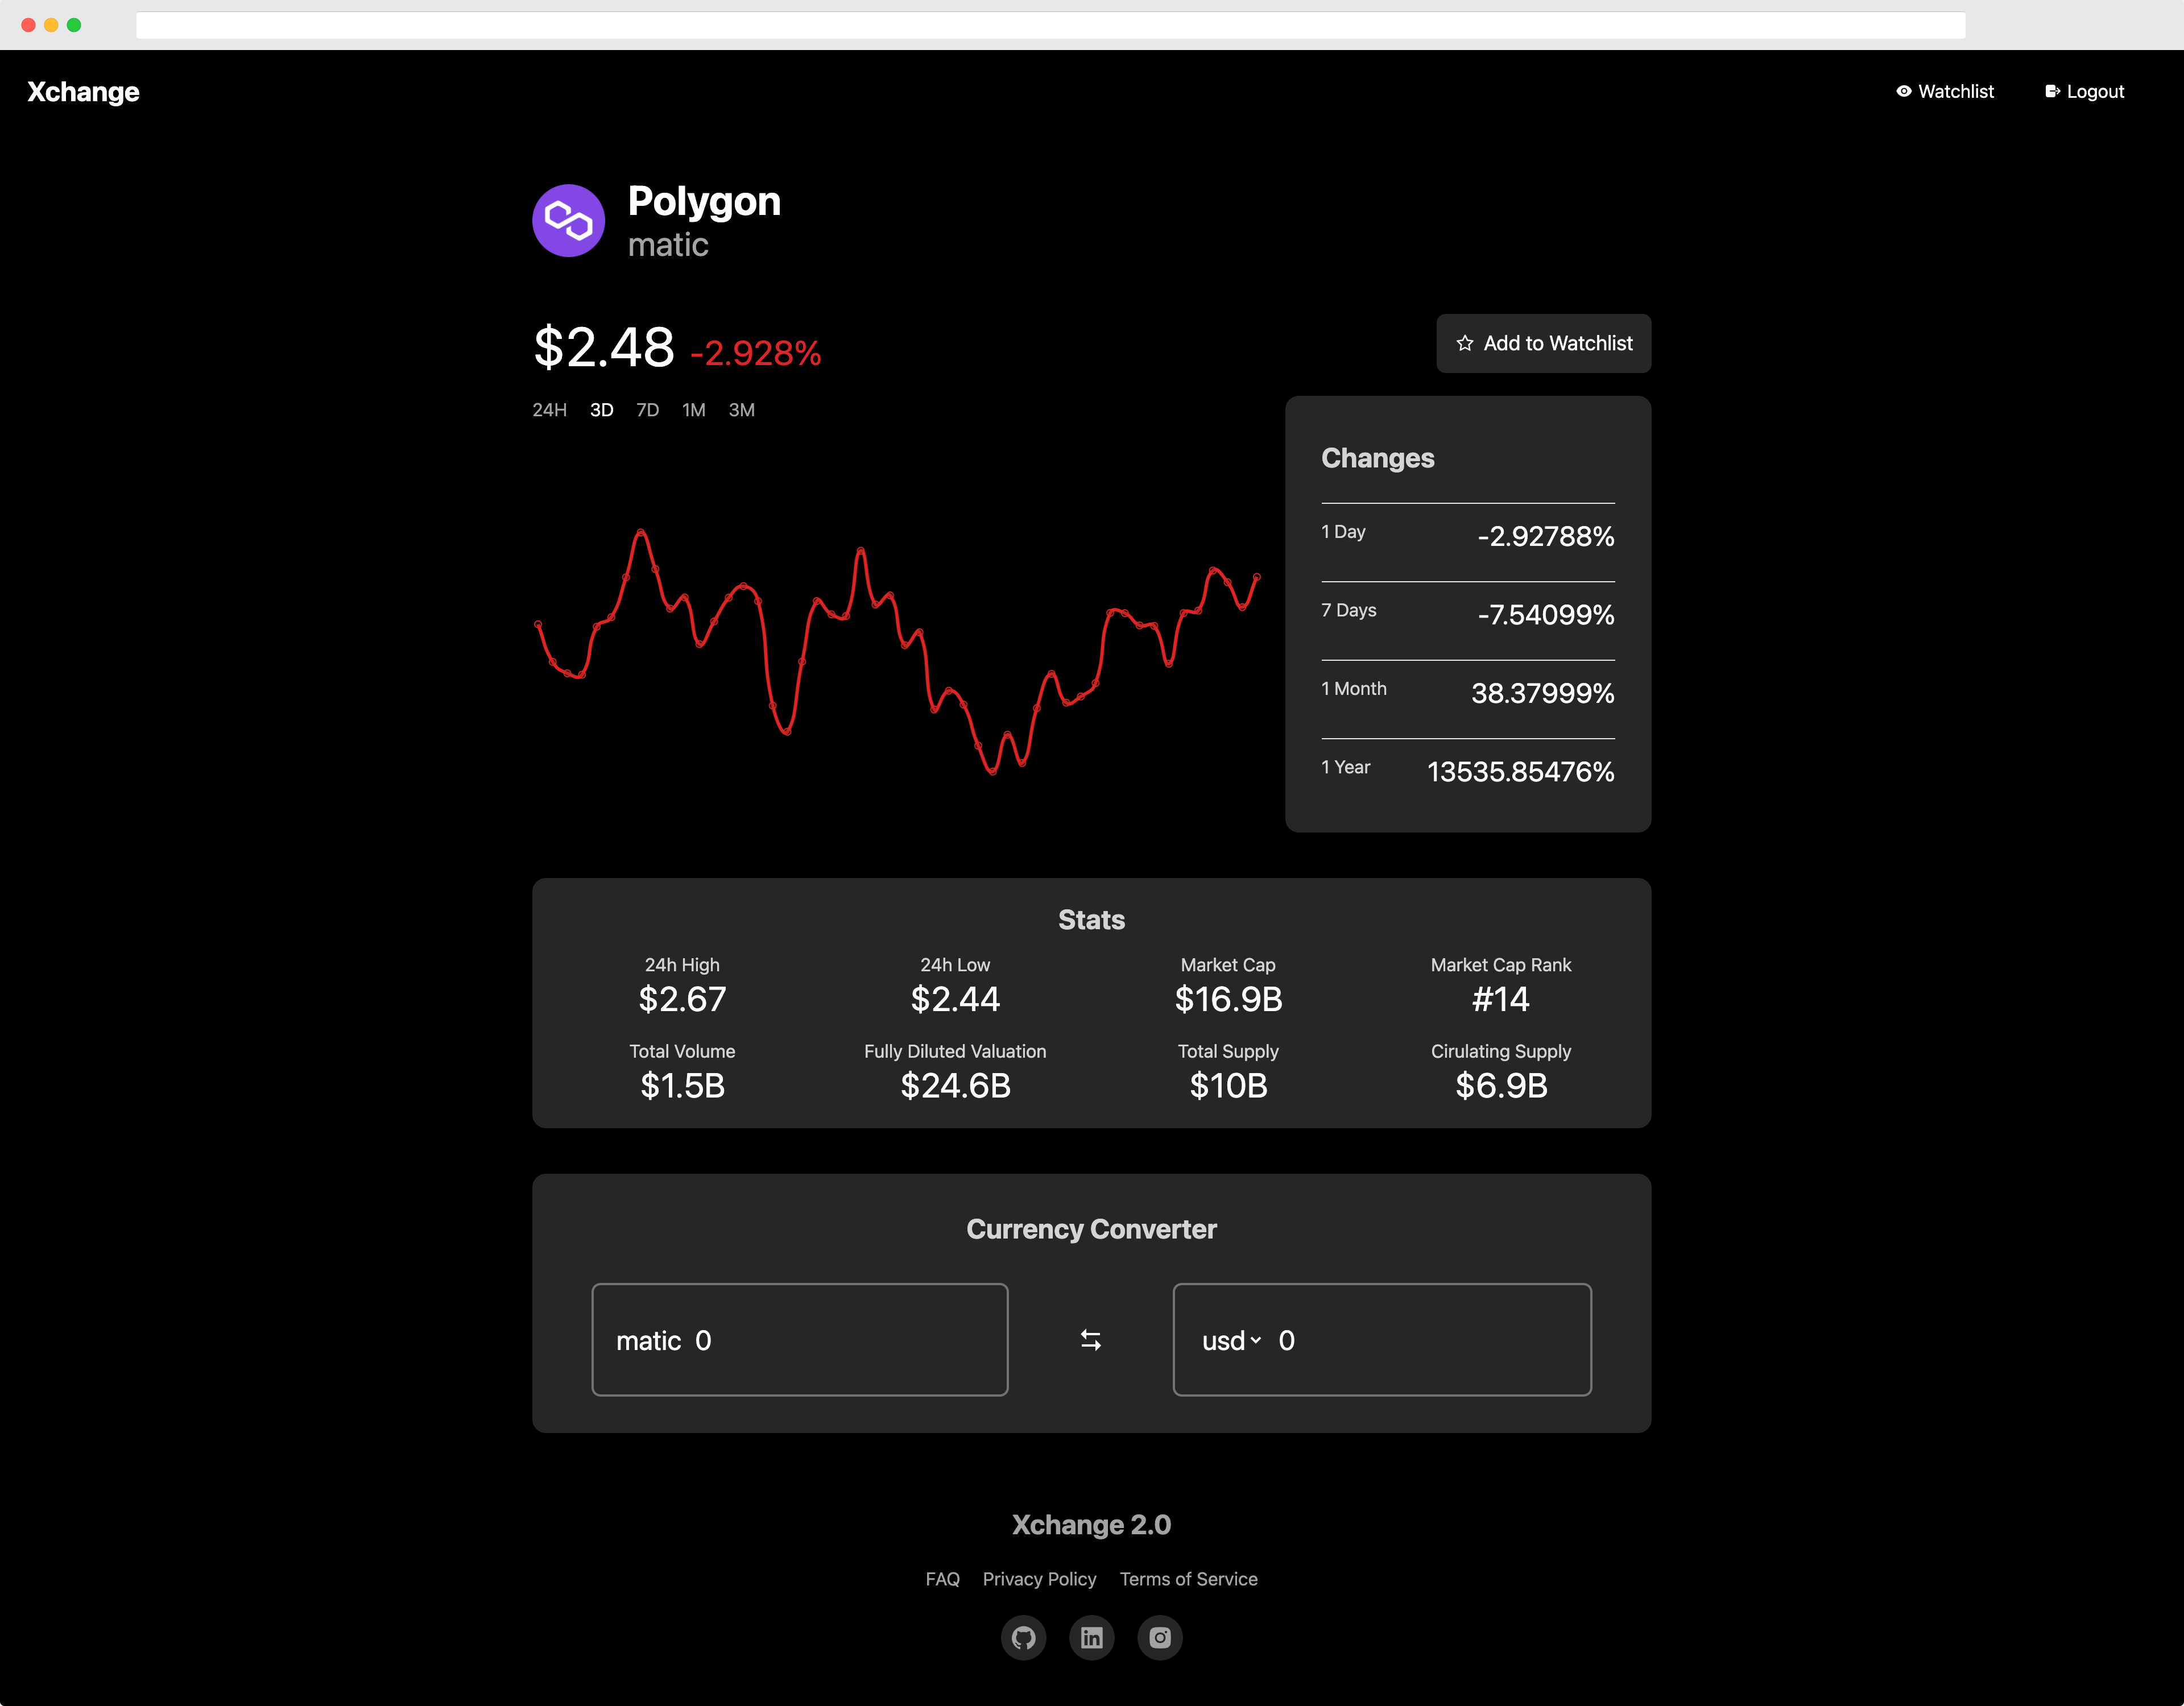 Xchange
Watchlist
Logout
Polygon
matic
$2.48 -2.928%
Add to Watchlist
24H 3D 7D 1M 3M
Changes
1 Day -2.92788%
7 Days -7.54099%
1 Month 38.37999%
1 Year 13535.85476%
Stats
24h High
$2.67
24h Low
$2.44
Market Cap
$16.9B
Market Cap Rank
#14
Total Volume
$1.5B
Fully Diluted Valuation
$24.6B
Total Supply
$10B
Cirulating Supply
$6.9B
Currency Converter
matic 0
usd 0
Xchange 2.0
FAQ Privacy Policy Terms of Service
in